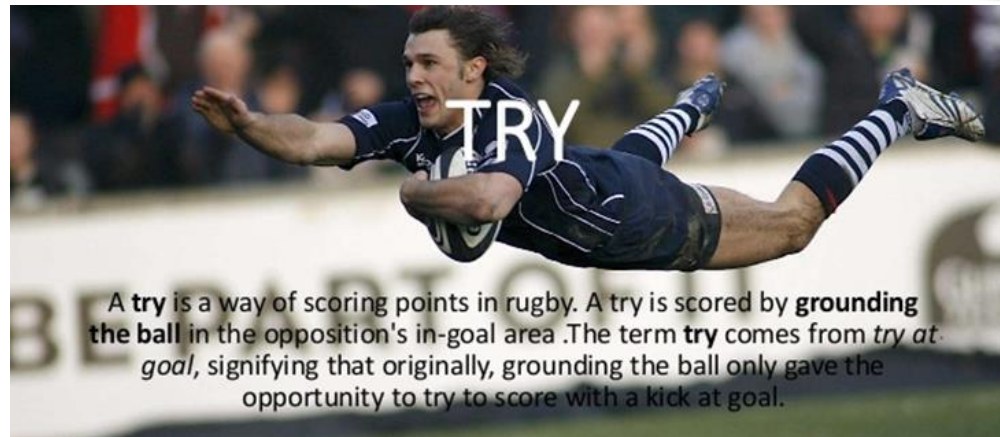 TRY
A try is a way of scoring points in rugby. A try is scored by grounding
the ball in the opposition's in-goal area .The term try comes from try at
goal, signifying that originally, grounding the ball only gave the
opportunity to try to score with a kick at goal.